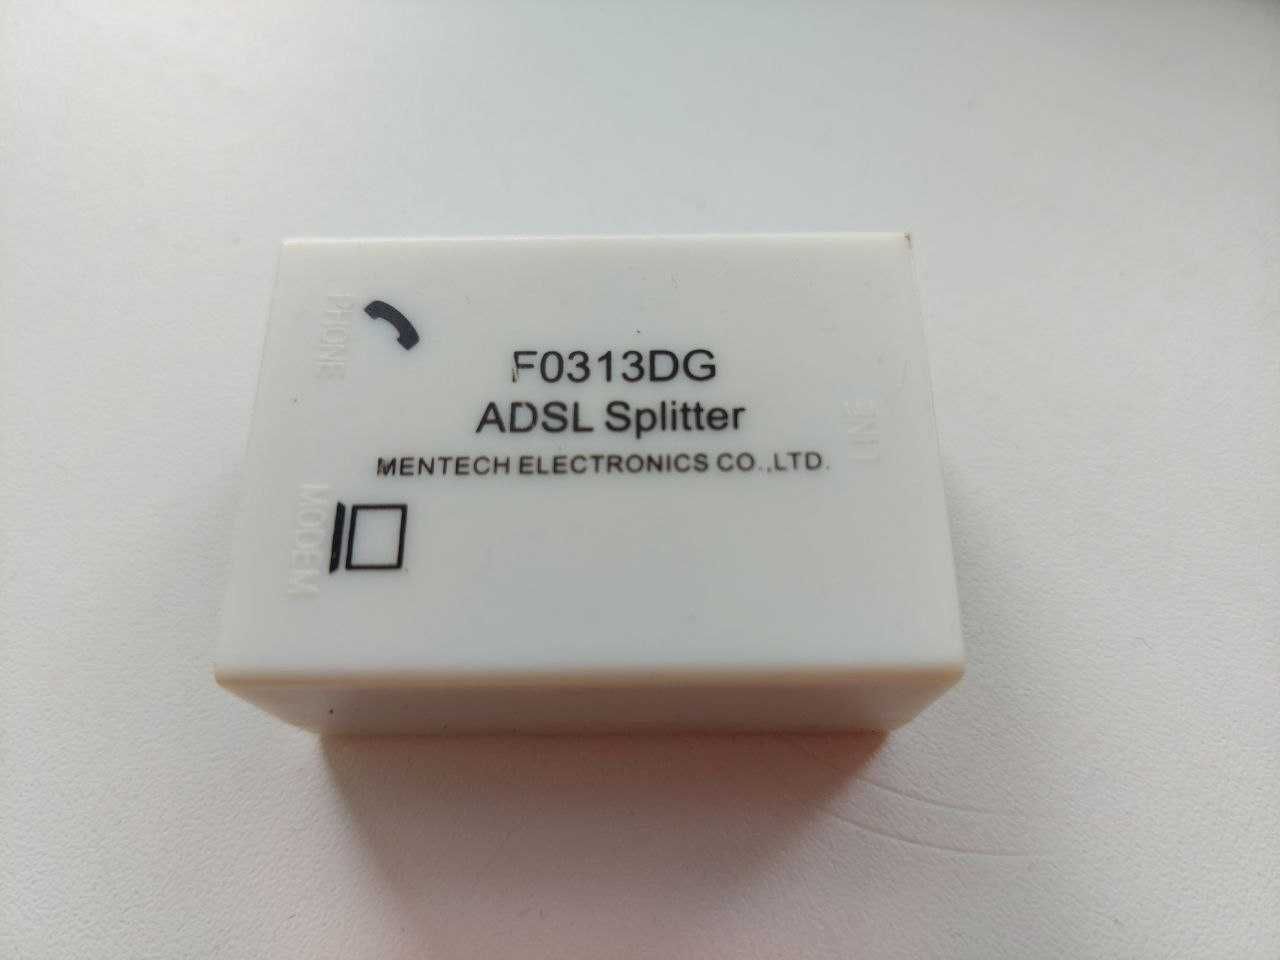 PHONE
F0313DG
ADSL Splitter
MENTECH ELECTRONICS CO.,LTD.
LINE
MODEM